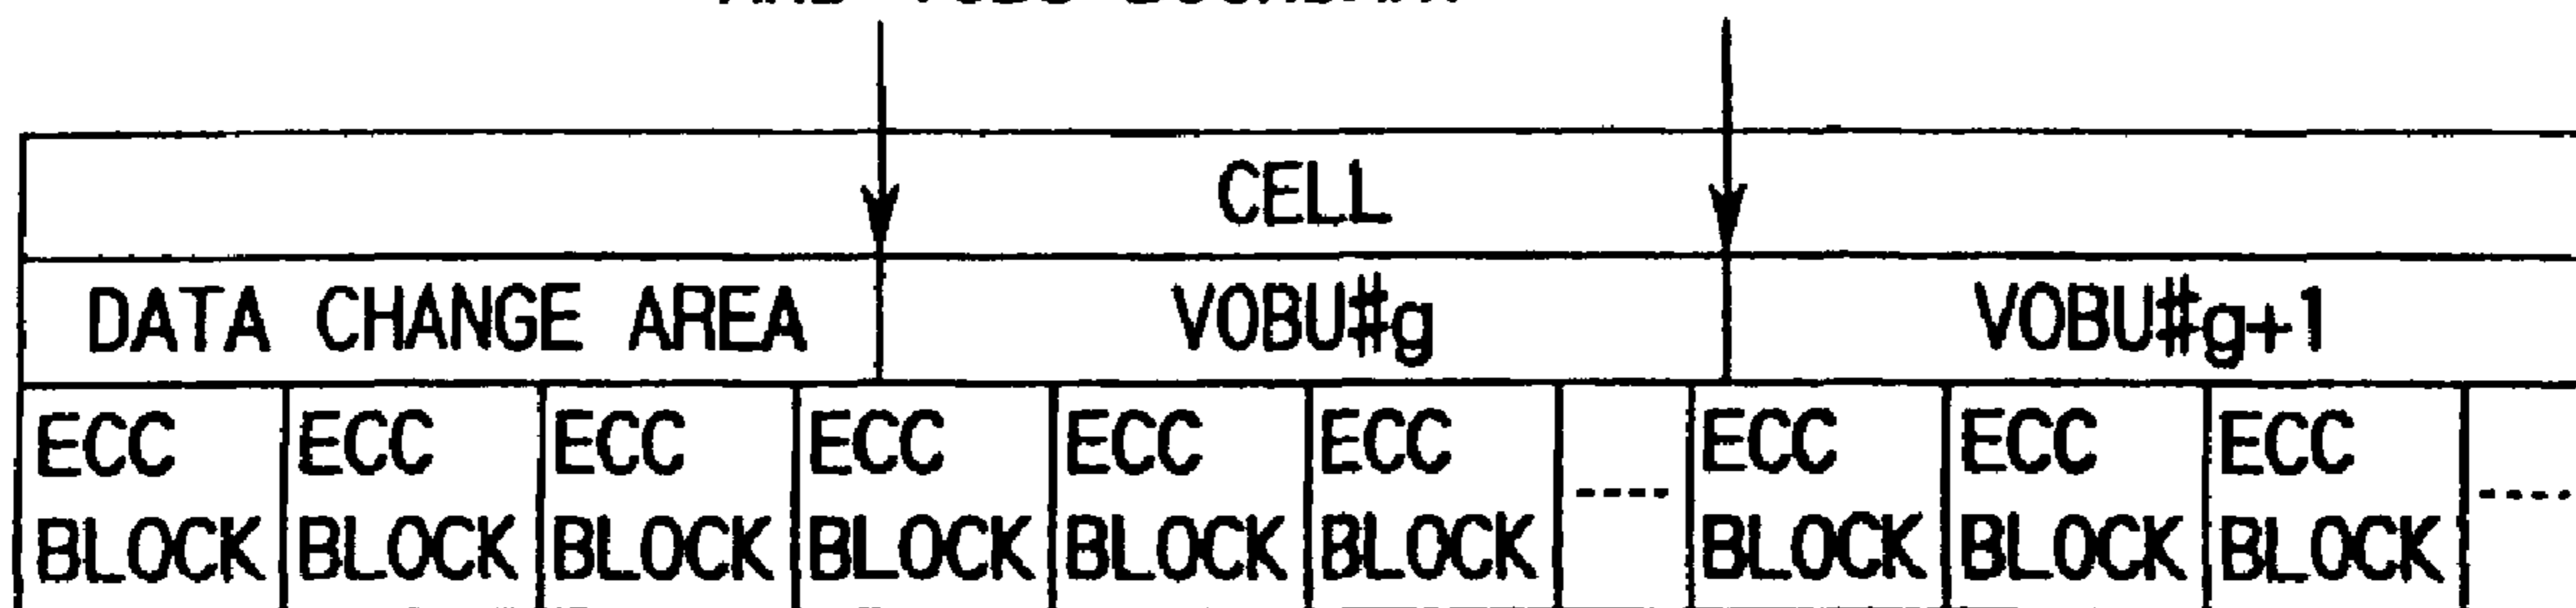 CELL
DATA CHANGE AREA VOBU#g VOBU#g+1
ECC ECC ECC ECC ECC ECC ---- ECC ECC ECC ----
BLOCK BLOCK BLOCK BLOCK BLOCK BLOCK BLOCK BLOCK BLOCK